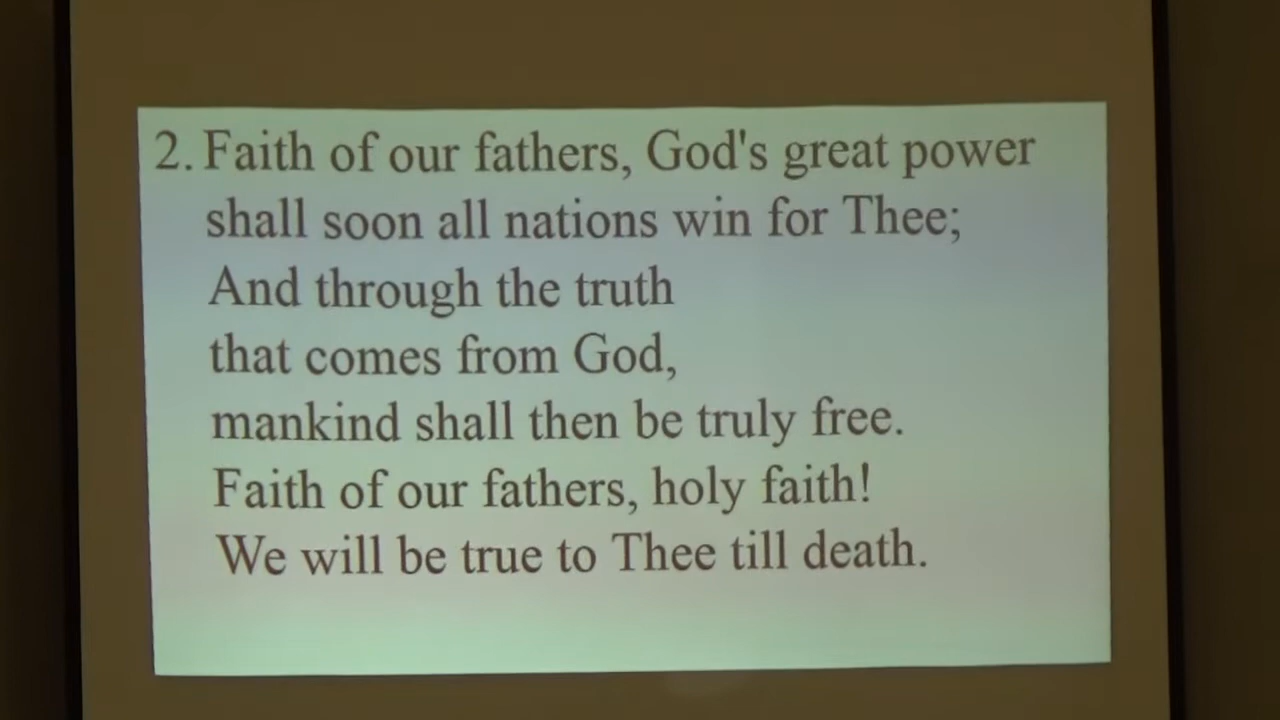 2. Faith of our fathers, God's great power
shall soon all nations win for Thee;
And through the truth
that comes from God,
mankind shall then be truly free.
Faith of our fathers, holy faith!
We will be true to Thee till death.